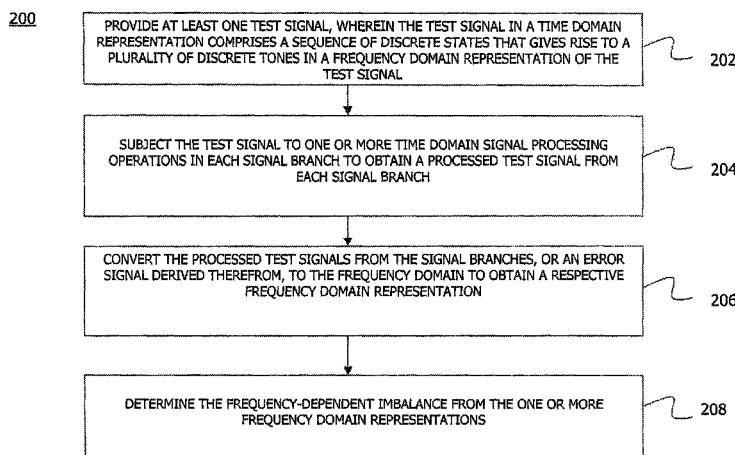 200
PROVIDE AT LEAST ONE TEST SIGNAL, WHEREIN THE TEST SIGNAL IN A TIME DOMAIN
REPRESENTATION COMPRISES A SEQUENCE OF DISCRETE STATES THAT GIVES RISE TO A
PLURALITY OF DISCRETE TONES IN A FREQUENCY DOMAIN REPRESENTATION OF THE
TEST SIGNAL
202
SUBJECT THE TEST SIGNAL TO ONE OR MORE TIME DOMAIN SIGNAL PROCESSING
OPERATIONS IN EACH SIGNAL BRANCH TO OBTAIN A PROCESSED TEST SIGNAL FROM
EACH SIGNAL BRANCH
204
CONVERT THE PROCESSED TEST SIGNALS FROM THE SIGNAL BRANCHES, OR AN ERROR
SIGNAL DERIVED THEREFROM, TO THE FREQUENCY DOMAIN TO OBTAIN A RESPECTIVE
FREQUENCY DOMAIN REPRESENTATION
206
DETERMINE THE FREQUENCY-DEPENDENT IMBALANCE FROM THE ONE OR MORE
FREQUENCY DOMAIN REPRESENTATIONS
208